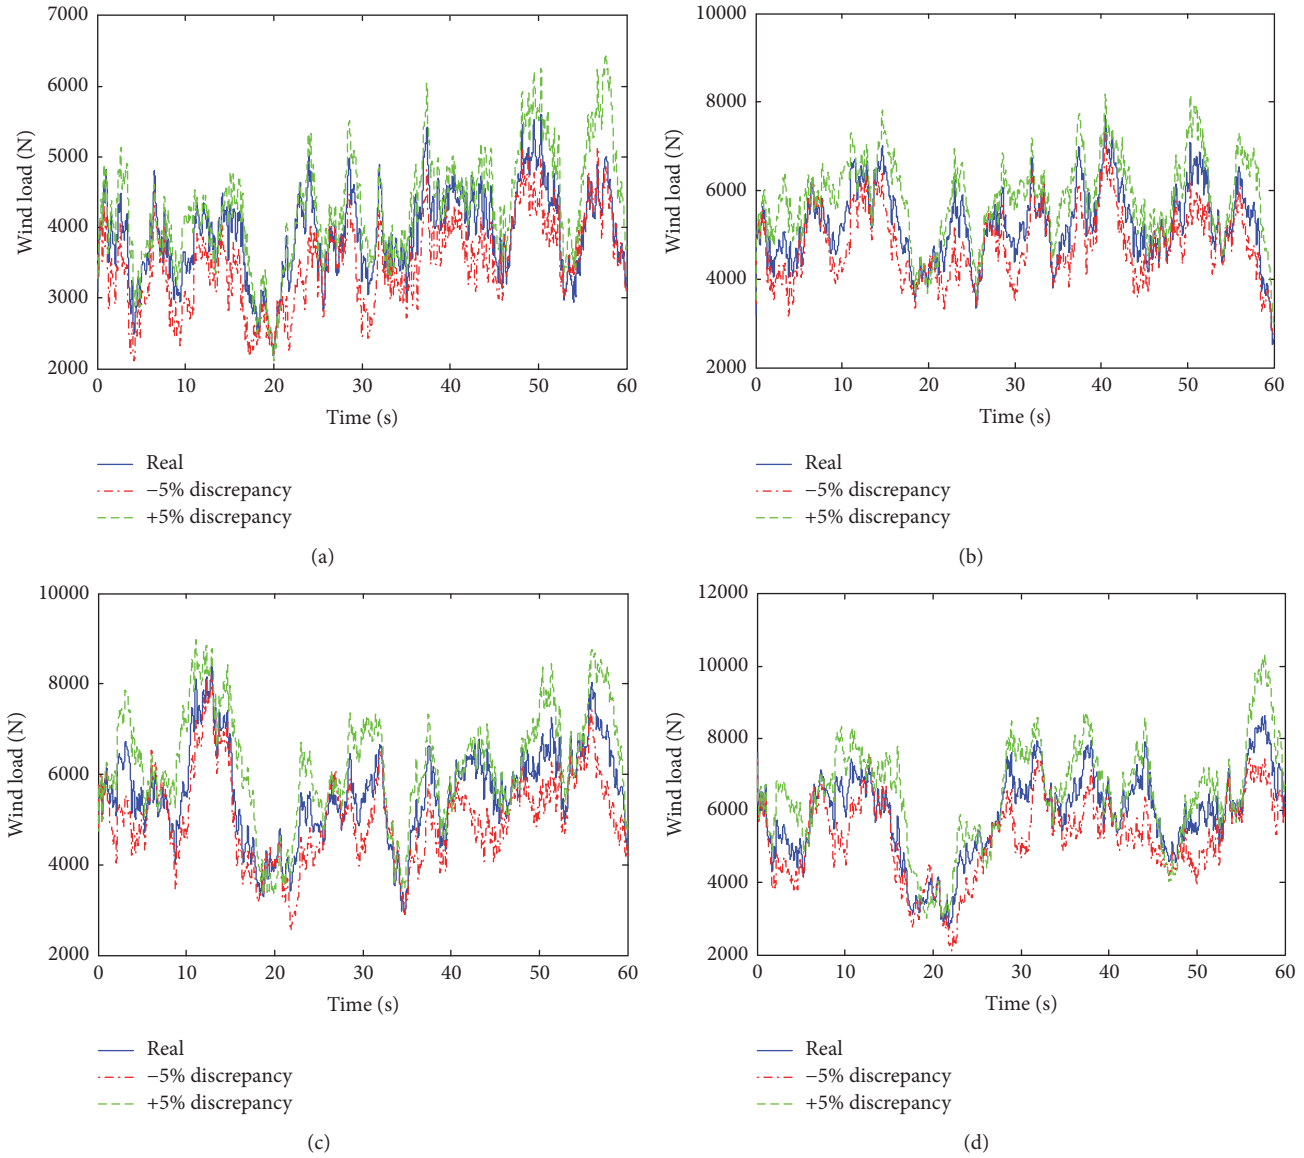 7000
6000
5000
4000
3000
2000
Wind load (N)
0 10 20 30 40 50 60
Time (s)
Real
−5% discrepancy
+5% discrepancy
(a)
10000
8000
6000
4000
2000
Wind load (N)
0 10 20 30 40 50 60
Time (s)
Real
−5% discrepancy
+5% discrepancy
(b)
10000
8000
6000
4000
2000
Wind load (N)
0 10 20 30 40 50 60
Time (s)
Real
−5% discrepancy
+5% discrepancy
(c)
12000
10000
8000
6000
4000
2000
Wind load (N)
0 10 20 30 40 50 60
Time (s)
Real
−5% discrepancy
+5% discrepancy
(d)